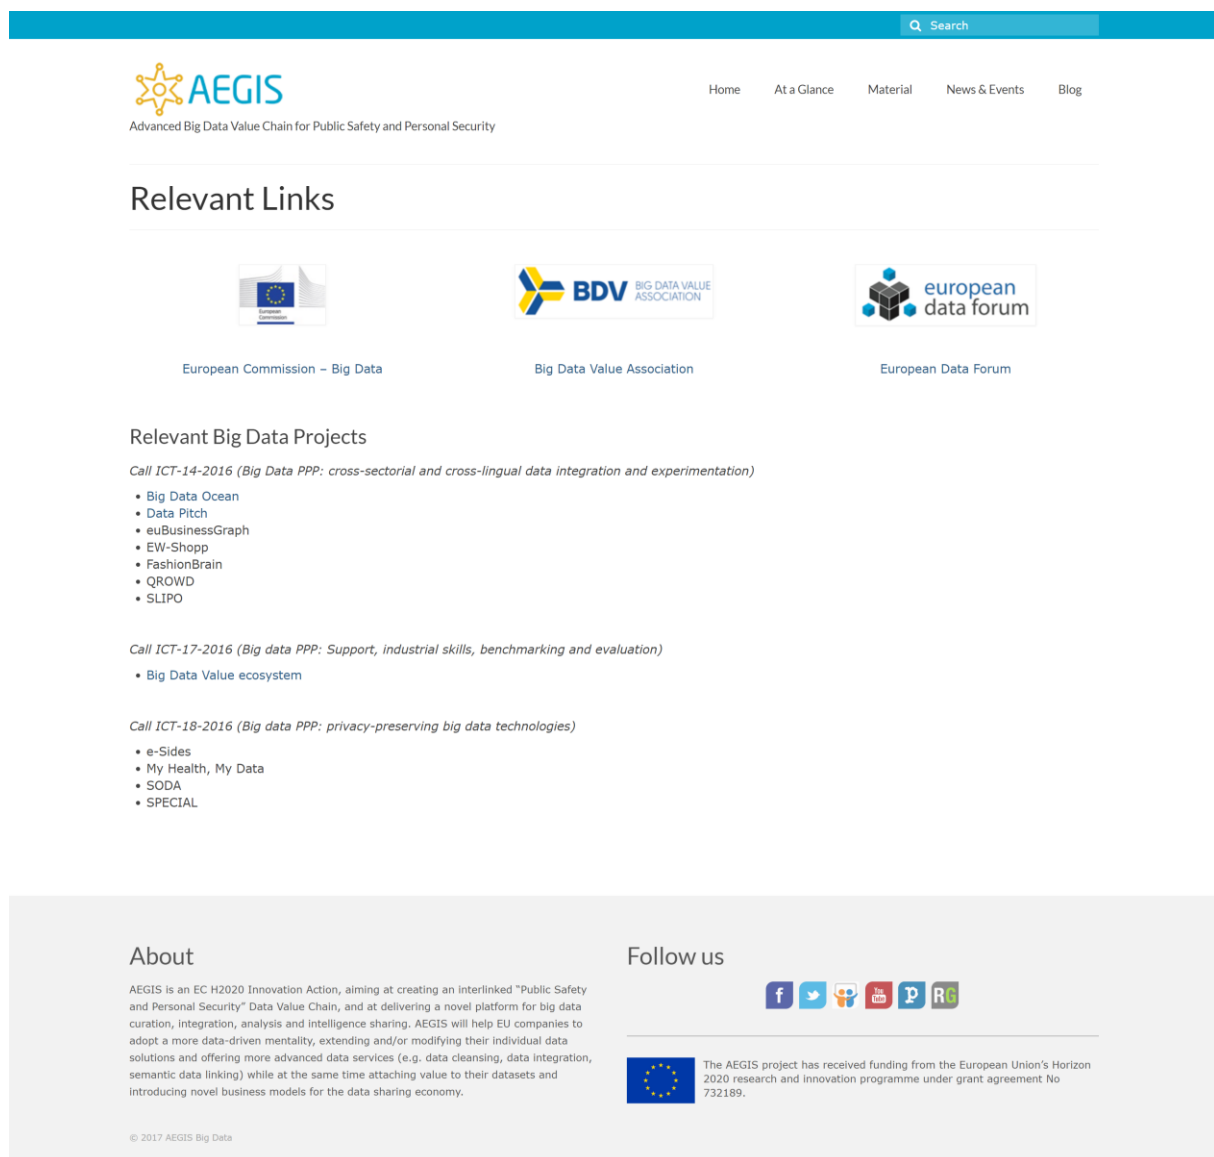 Search
AEGIS
Advanced Big Data Value Chain for Public Safety and Personal Security
Home At a Glance Material News & Events Blog
Relevant Links
European
Commission
BDV BIG DATA VALUE
ASSOCIATION
european
data forum
European Commission – Big Data
Big Data Value Association
European Data Forum
Relevant Big Data Projects
Call ICT-14-2016 (Big Data PPP: cross-sectorial and cross-lingual data integration and experimentation)
• Big Data Ocean
• Data Pitch
• euBusinessGraph
• EW-Shopp
• FashionBrain
• QROWD
• SLIPO
Call ICT-17-2016 (Big data PPP: Support, industrial skills, benchmarking and evaluation)
• Big Data Value ecosystem
Call ICT-18-2016 (Big data PPP: privacy-preserving big data technologies)
• e-Sides
• My Health, My Data
• SODA
• SPECIAL
About
AEGIS is an EC H2020 Innovation Action, aiming at creating an interlinked “Public Safety
and Personal Security” Data Value Chain, and at delivering a novel platform for big data
curation, integration, analysis and intelligence sharing. AEGIS will help EU companies to
adopt a more data-driven mentality, extending and/or modifying their individual data
solutions and offering more advanced data services (e.g. data cleansing, data integration,
semantic data linking) while at the same time attaching value to their datasets and
introducing novel business models for the data sharing economy.
© 2017 AEGIS Big Data
Follow us
f You Tube P RG
The AEGIS project has received funding from the European Union’s Horizon
2020 research and innovation programme under grant agreement No
732189.